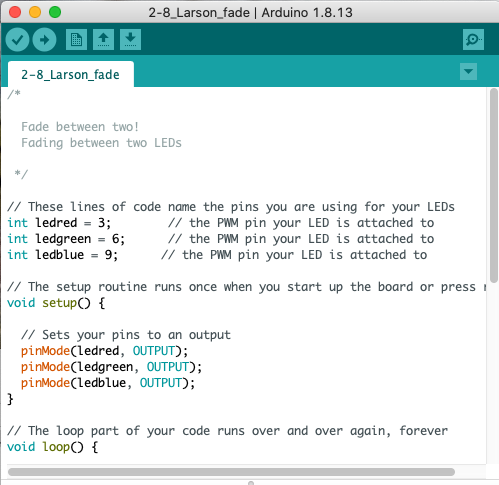 2-8_Larson_fade | Arduino 1.8.13
2-8_Larson_fade
/*
Fade between two!
Fading between two LEDs
*/
// These lines of code name the pins you are using for your LEDs
int ledred = 3; // the PWM pin your LED is attached to
int ledgreen = 6; // the PWM pin your LED is attached to
int ledblue = 9; // the PWM pin your LED is attached to
// The setup routine runs once when you start up the board or press
void setup() {
// Sets your pins to an output
pinMode(ledred, OUTPUT);
pinMode(ledgreen, OUTPUT);
pinMode(ledblue, OUTPUT);
}
// The loop part of your code runs over and over again, forever
void loop() {